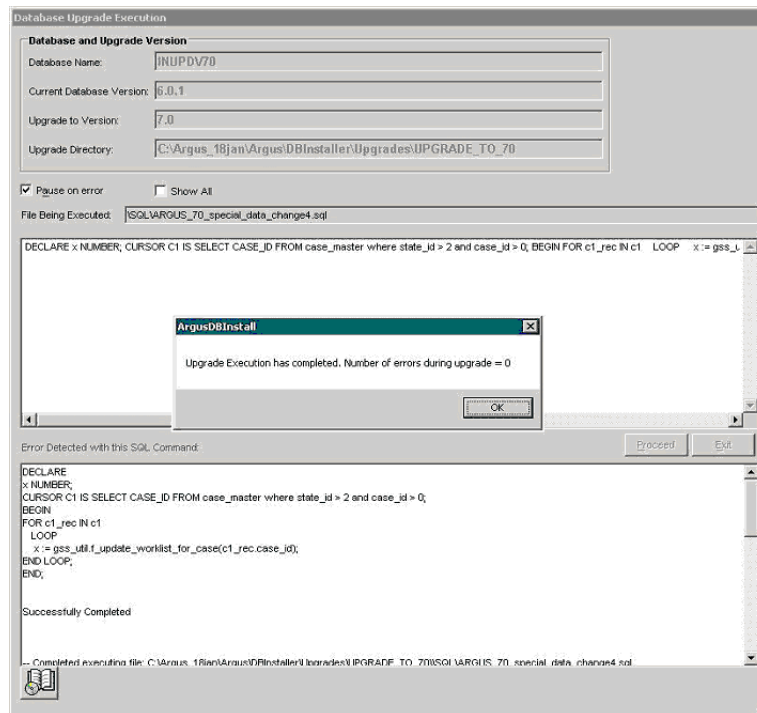 Database Upgrade Execution
Database and Upgrade Version
Database Name: INUPDV70
Current Database Version: 6.0.1
Upgrade to Version: 7.0
Upgrade Directory: C:\Argus_18jan\Argus\DBInstaller\Upgrades\UPGRADE_TO_70
Pause on error Show All
File Being Executed: \SQL\ARGUS_70_special_data_change4.sql
DECLARE x NUMBER; CURSOR C1 IS SELECT CASE_ID FROM case_master where state_id > 2 and case_id > 0; BEGIN FOR c1_rec IN c1 LOOP x := gss_u
ArgusDBInstall
Upgrade Execution has completed. Number of errors during upgrade = 0
OK
Error Detected with this SQL Command:
Proceed Exit
DECLARE
x NUMBER;
CURSOR C1 IS SELECT CASE_ID FROM case_master where state_id > 2 and case_id > 0;
BEGIN
FOR c1_rec IN c1
LOOP
x := gss_util.f_update_worklist_for_case(c1_rec.case_id);
END LOOP;
END;
Successfully Completed
-- Completed executing file: C:\Argus_18jan\Argus\DBInstaller\Upgrades\UPGRADE_TO_70\\SQL\ARGUS_70_special_data_change4.sql